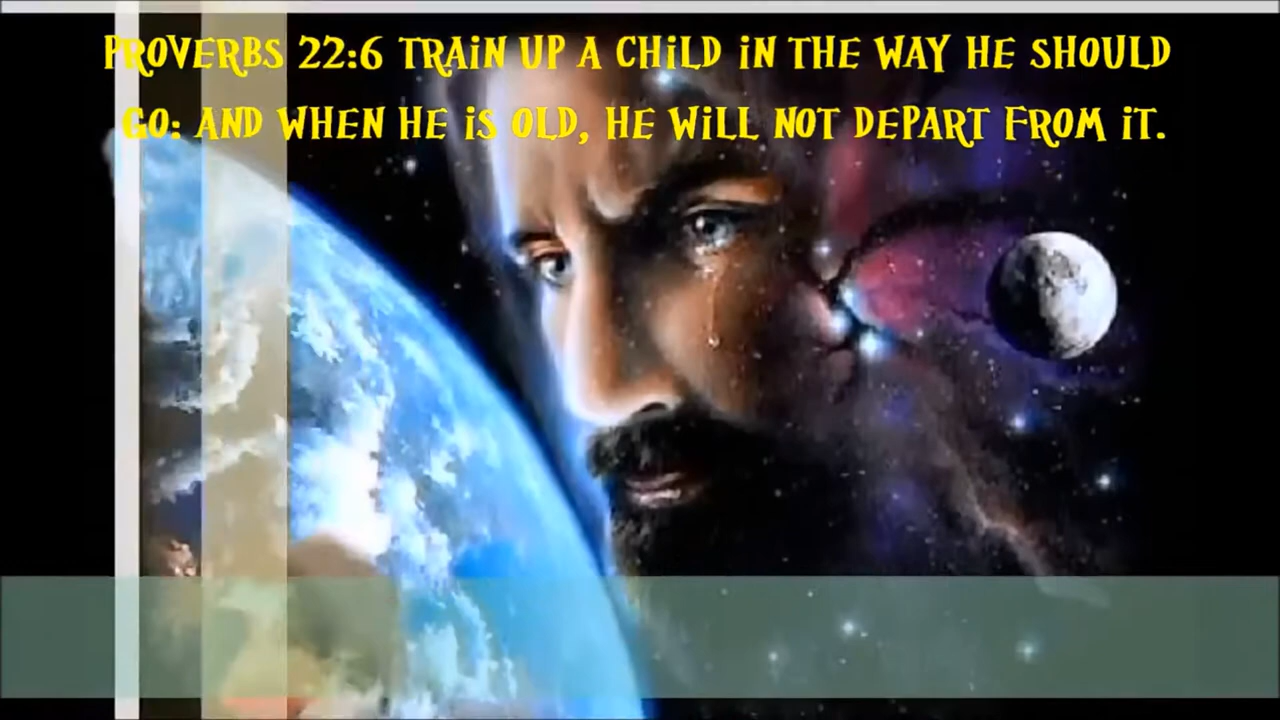 PROVERBS 22:6 TRAiN UP A CHiLD iN THE WAY HE SHOULD
GO: AND WHEN HE iS OLD, HE WiLL NOT DEPART FROM iT.